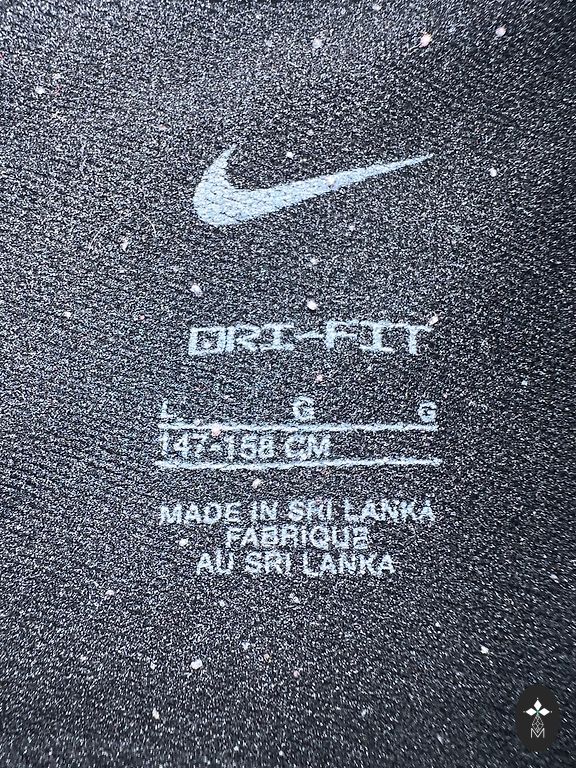 DRI-FIT
L G G
147-158 CM
MADE IN SRI LANKA
FABRIQUE
AU SRI LANKA
M